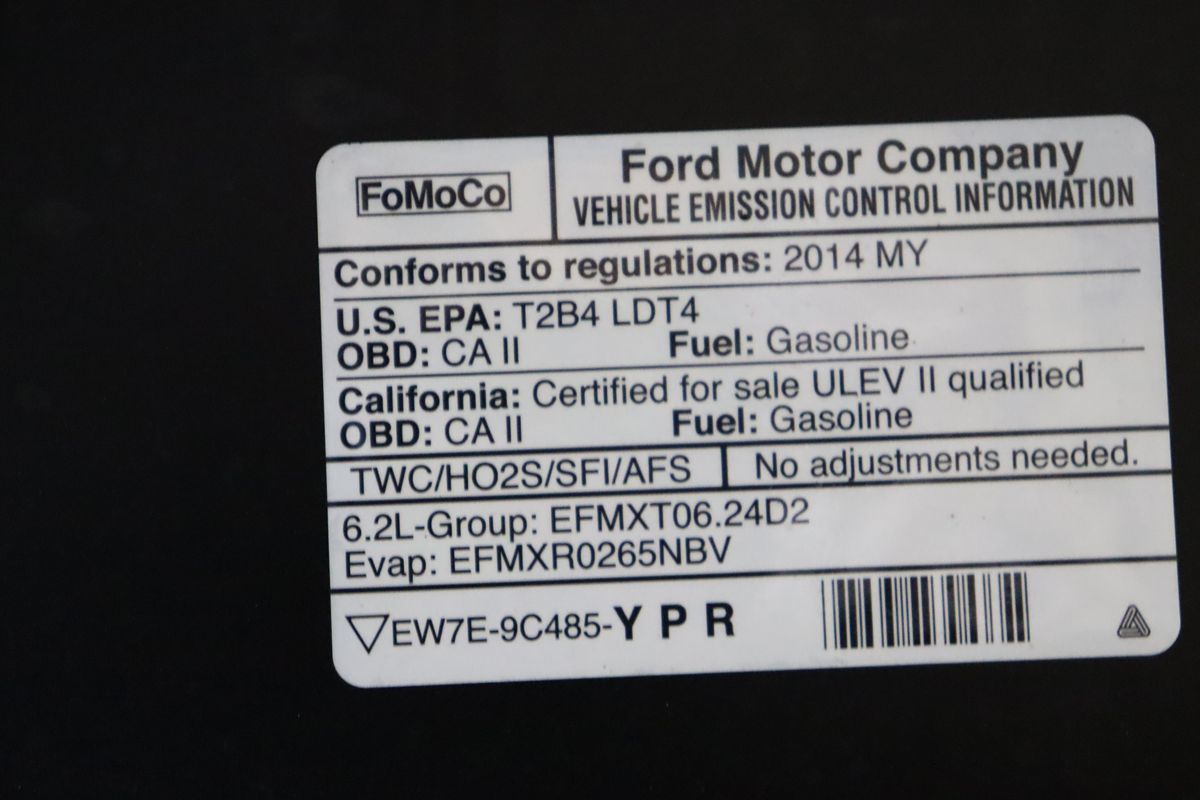 FoMoCo
Ford Motor Company
VEHICLE EMISSION CONTROL INFORMATION
Conforms to regulations: 2014 MY
U.S. EPA: T2B4 LDT4
OBD: CA II Fuel: Gasoline
California: Certified for sale ULEV II qualified
OBD: CA II Fuel: Gasoline
TWC/HO2S/SFI/AFS No adjustments needed.
6.2L-Group: EFMXT06.24D2
Evap: EFMXR0265NBV
EW7E-9C485-Y P R